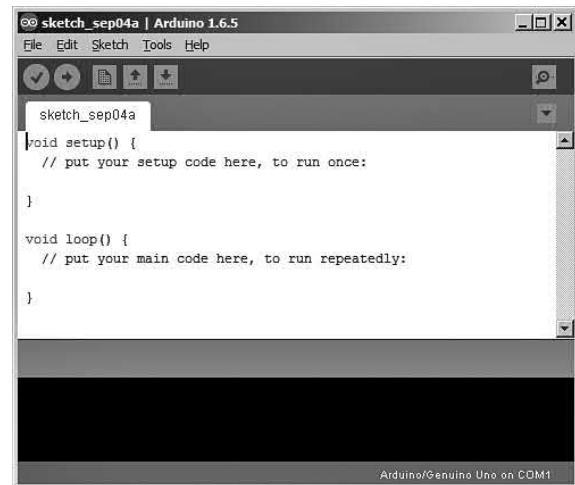 sketch_sep04a | Arduino 1.6.5
File Edit Sketch Tools Help
sketch_sep04a
void setup() {
  // put your setup code here, to run once:
}
void loop() {
  // put your main code here, to run repeatedly:
}
Arduino/Genuino Uno on COM1